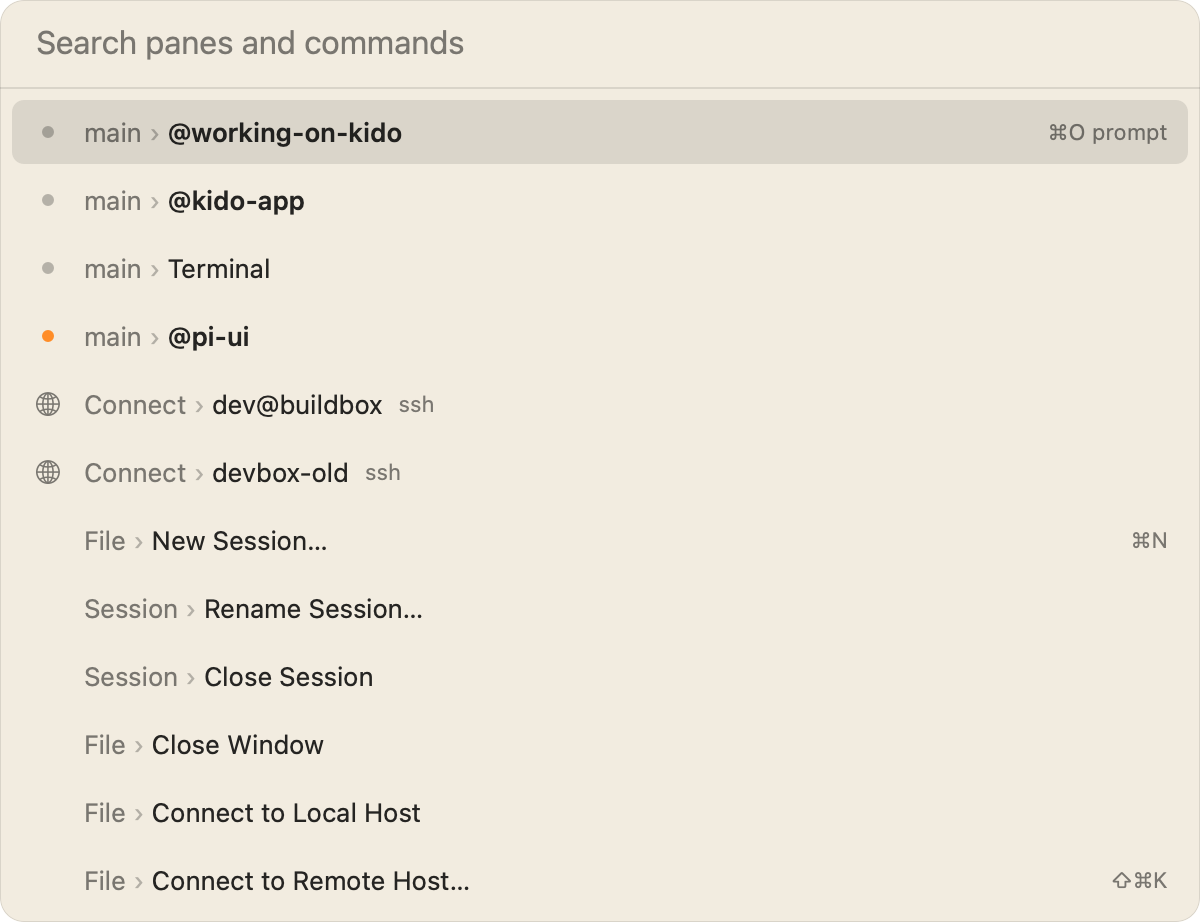 Search panes and commands
main › @working-on-kido ⌘O prompt
main › @kido-app
main › Terminal
main › @pi-ui
Connect › dev@buildbox ssh
Connect › devbox-old ssh
File › New Session... ⌘N
Session › Rename Session...
Session › Close Session
File › Close Window
File › Connect to Local Host
File › Connect to Remote Host... ⇧⌘K